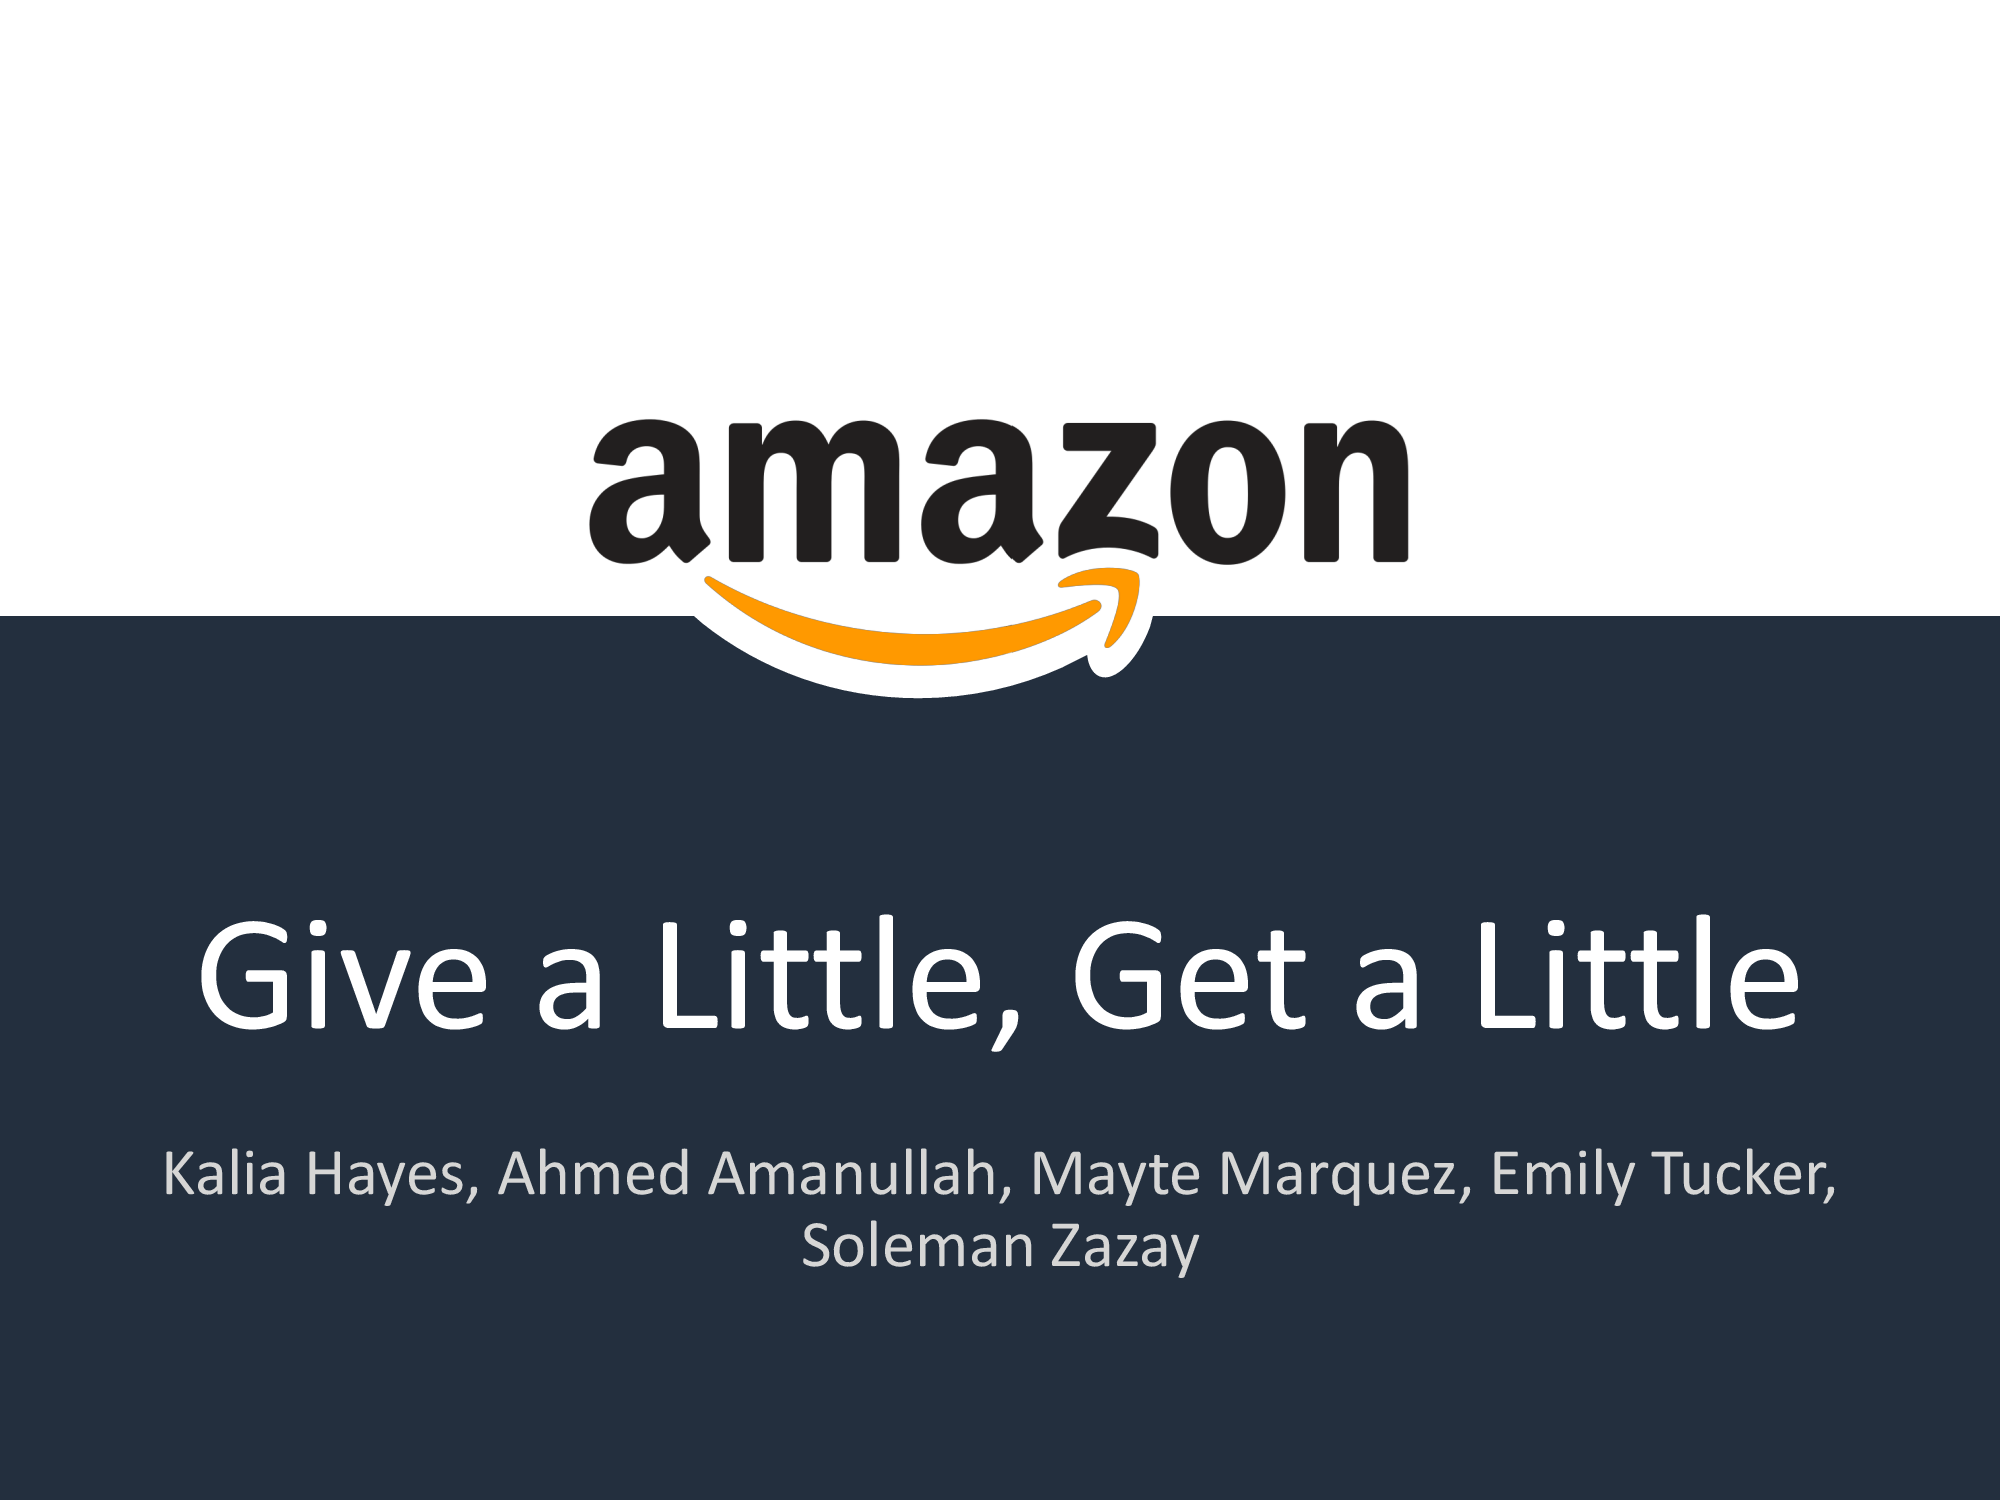 amazon
Give a Little, Get a Little
Kalia Hayes, Ahmed Amanullah, Mayte Marquez, Emily Tucker,
Soleman Zazay